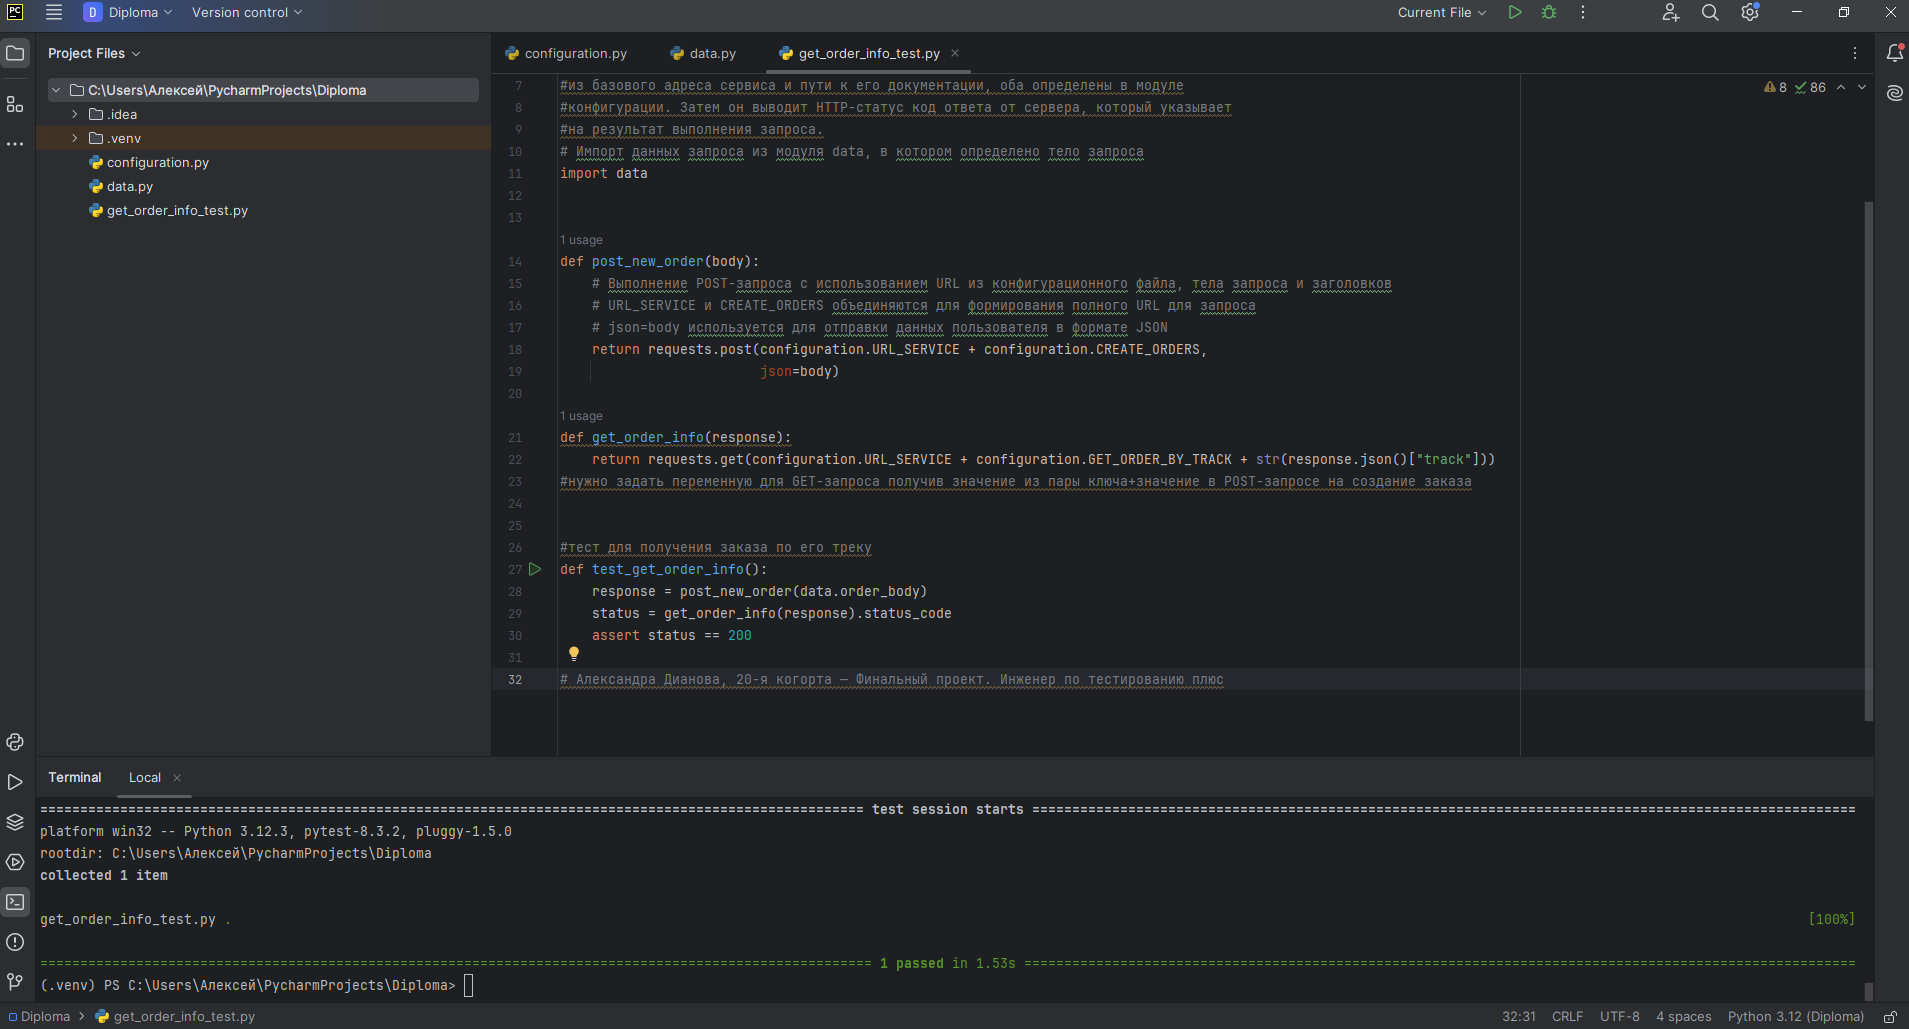 PC
D Diploma
Version control
Current File
Project Files
configuration.py
data.py
get_order_info_test.py
C:\Users\Алексей\PycharmProjects\Diploma
.idea
.venv
configuration.py
data.py
get_order_info_test.py
8 86
7 #из базового адреса сервиса и пути к его документации, оба определены в модуле
8 #конфигурации. Затем он выводит HTTP-статус код ответа от сервера, который указывает
9 #на результат выполнения запроса.
10 # Импорт данных запроса из модуля data, в котором определено тело запроса
11 import data
12
13
1 usage
14 def post_new_order(body):
15 # Выполнение POST-запроса с использованием URL из конфигурационного файла, тела запроса и заголовков
16 # URL_SERVICE и CREATE_ORDERS объединяются для формирования полного URL для запроса
17 # json=body используется для отправки данных пользователя в формате JSON
18 return requests.post(configuration.URL_SERVICE + configuration.CREATE_ORDERS,
19 json=body)
20
1 usage
21 def get_order_info(response):
22 return requests.get(configuration.URL_SERVICE + configuration.GET_ORDER_BY_TRACK + str(response.json()["track"]))
23 #нужно задать переменную для GET-запроса получив значение из пары ключа+значение в POST-запросе на создание заказа
24
25
26 #тест для получения заказа по его треку
27 def test_get_order_info():
28 response = post_new_order(data.order_body)
29 status = get_order_info(response).status_code
30 assert status == 200
31
32 # Александра Дианова, 20-я когорта — Финальный проект. Инженер по тестированию плюс
Terminal
Local
======================================================================================================= test session starts =======================================================================================================
platform win32 -- Python 3.12.3, pytest-8.3.2, pluggy-1.5.0
rootdir: C:\Users\Алексей\PycharmProjects\Diploma
collected 1 item
get_order_info_test.py . [100%]
======================================================================================================== 1 passed in 1.53s ========================================================================================================
(.venv) PS C:\Users\Алексей\PycharmProjects\Diploma>
Diploma
get_order_info_test.py
32:31
CRLF
UTF-8
4 spaces
Python 3.12 (Diploma)